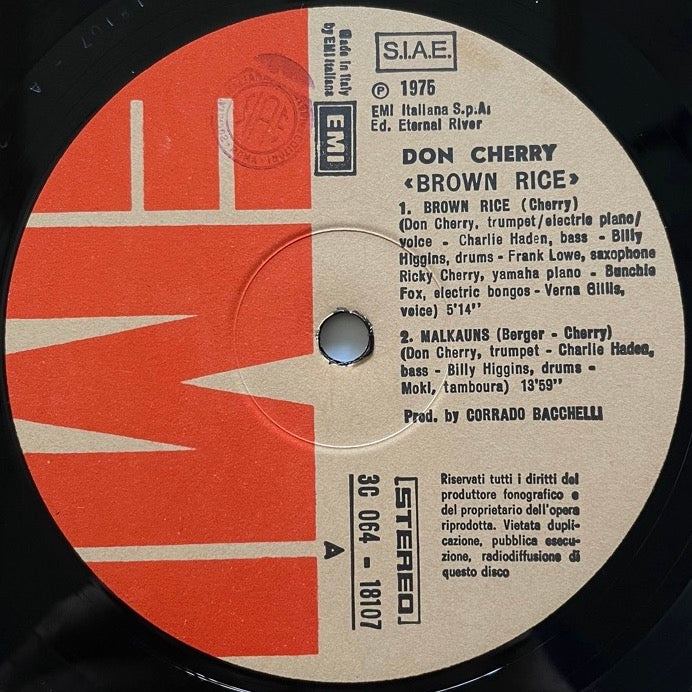 Made in Italy
by EMI Italiana
EMI
S.I.A.E.
Ⓟ 1975
EMI Italiana S.p.A.
Ed. Eternal River
DON CHERRY
«BROWN RICE»
1. BROWN RICE (Cherry)
(Don Cherry, trumpet/electric piano/
voice - Charlie Haden, bass - Billy
Higgins, drums - Frank Lowe, saxophone
Ricky Cherry, yamaha piano - Bunchie
Fox, electric bongos - Verna Gillis,
voice) 5'14"
2. MALKAUNS (Berger - Cherry)
(Don Cherry, trumpet - Charlie Haden,
bass - Billy Higgins, drums -
Moki, tamboura) 13'59"
Prod. by CORRADO BACCHELLI
STEREO
3C 064 - 18107
A
Riservati tutti i diritti del
produttore fonografico e
del proprietario dell'opera
riprodotta. Vietata dupli-
cazione, pubblica esecu-
zione, radiodiffusione di
questo disco
EMI
SIAE
18107 - A